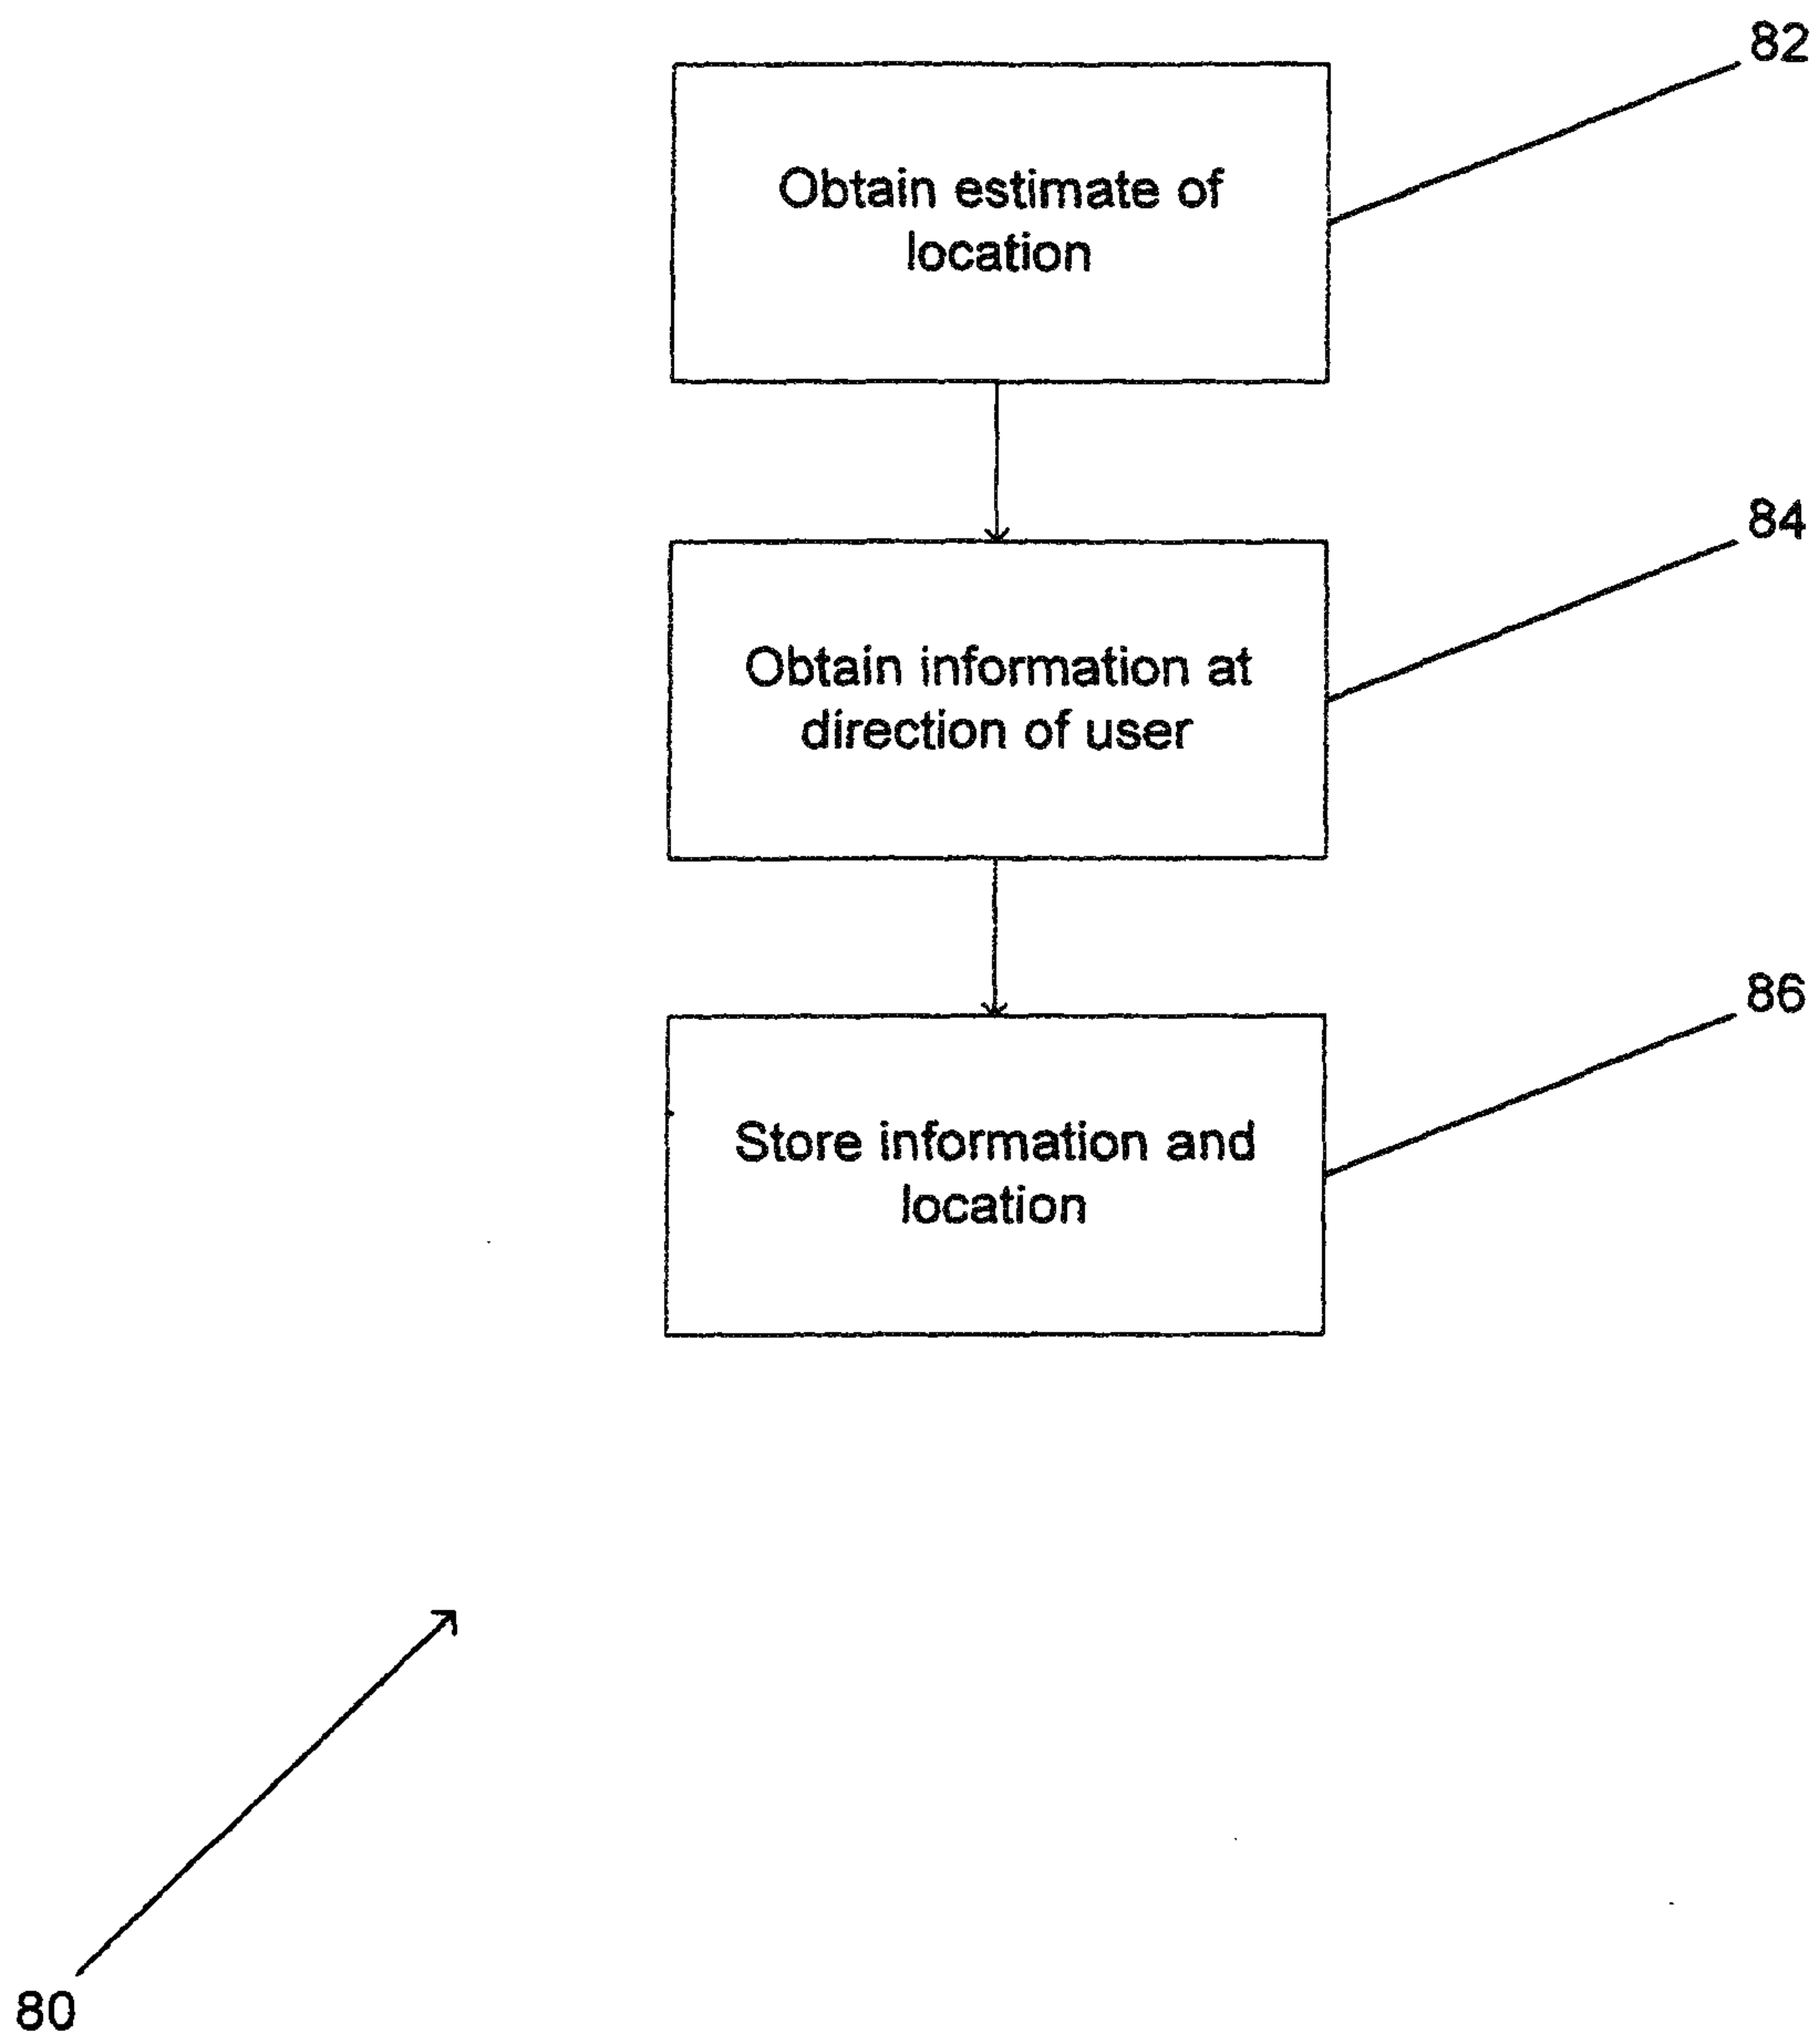 82
Obtain estimate of
location
84
Obtain information at
direction of user
86
Store information and
location
80